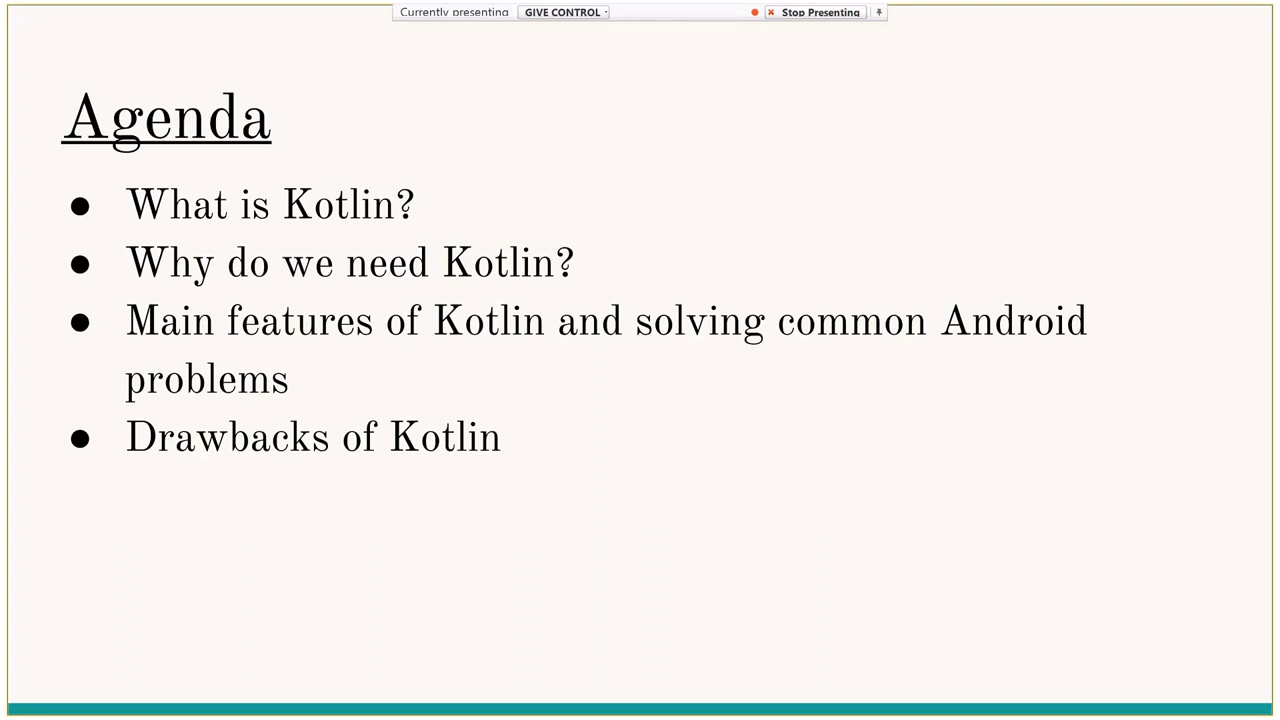 Currently presenting GIVE CONTROL Stop Presenting
Agenda
● What is Kotlin?
● Why do we need Kotlin?
● Main features of Kotlin and solving common Android
problems
● Drawbacks of Kotlin